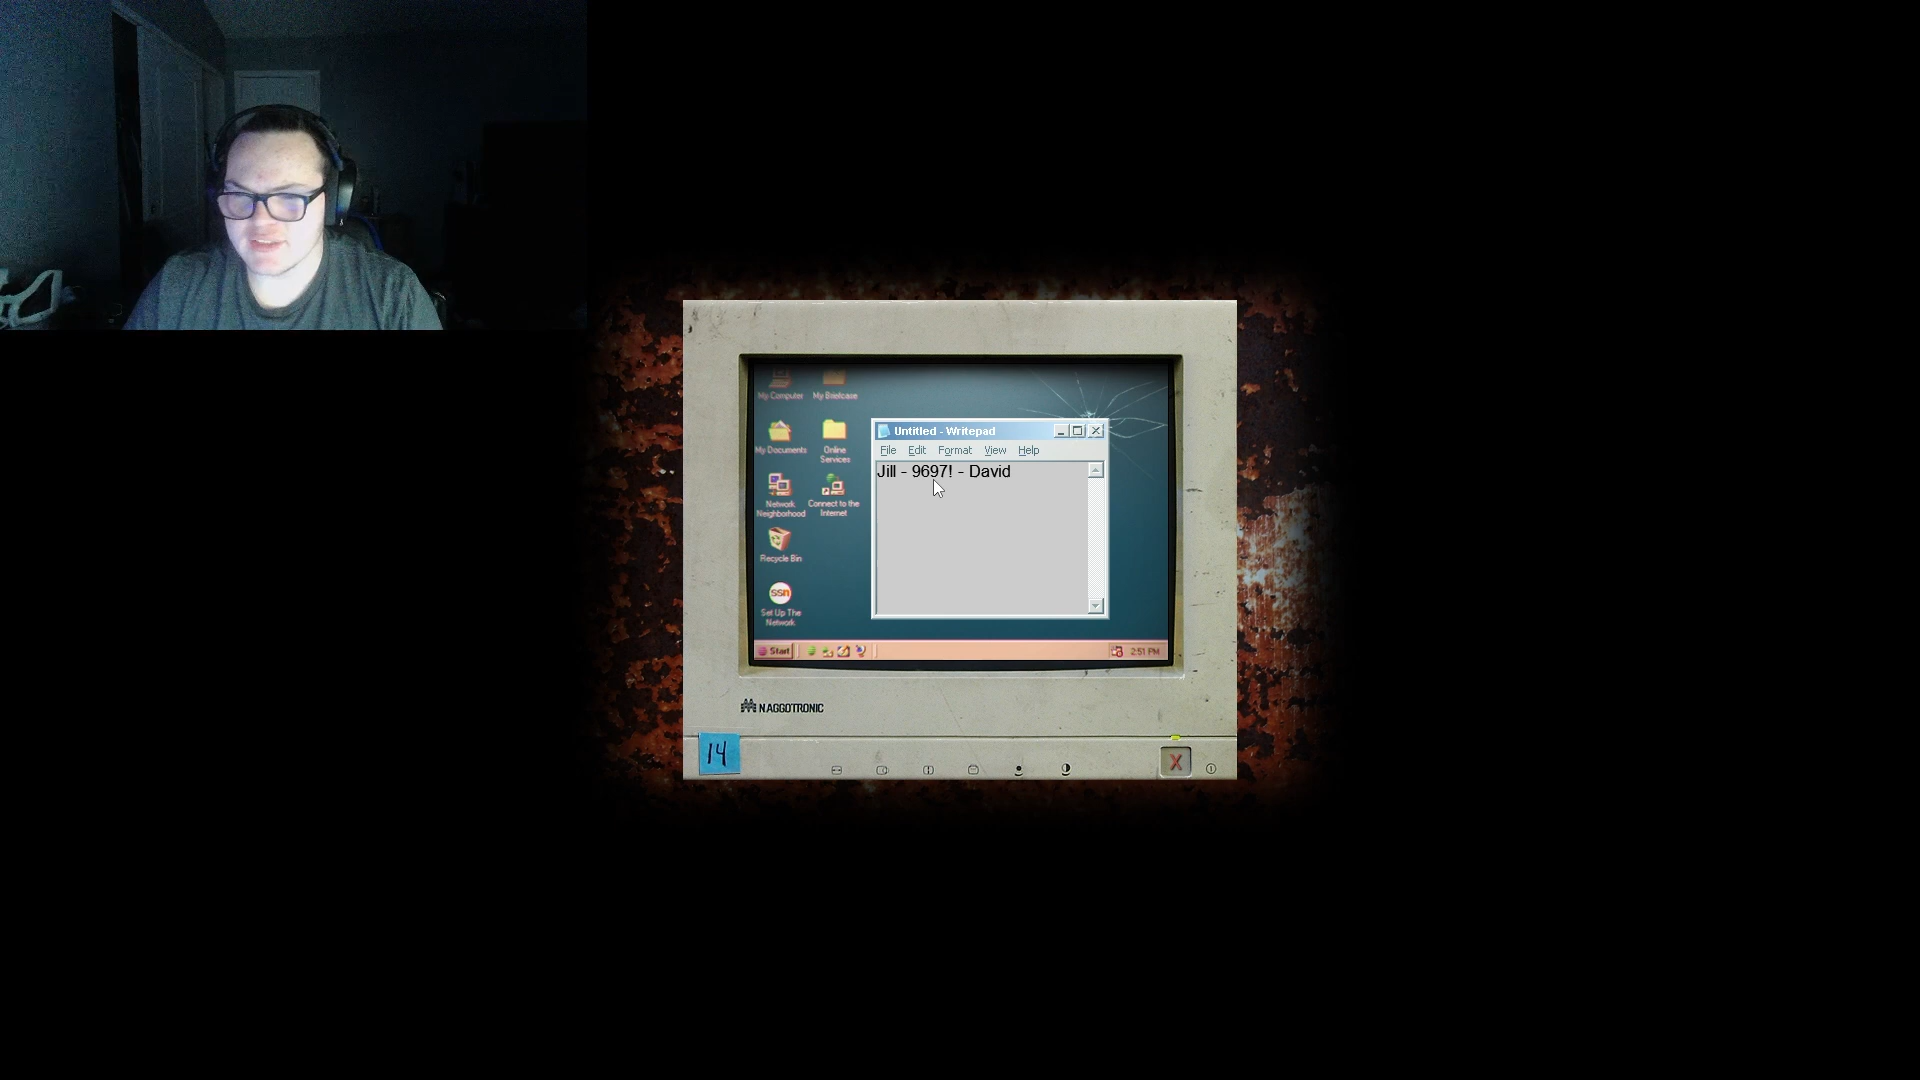 My Computer
My Briefcase
Untitled - Writepad
File Edit Format View Help
Jill - 9697! - David
My Documents
Online
Services
Network
Neighborhood
Connect to the
Internet
Recycle Bin
ssn
Set Up The
Network
Start
2:51 PM
NAGGOTRONIC
14
X